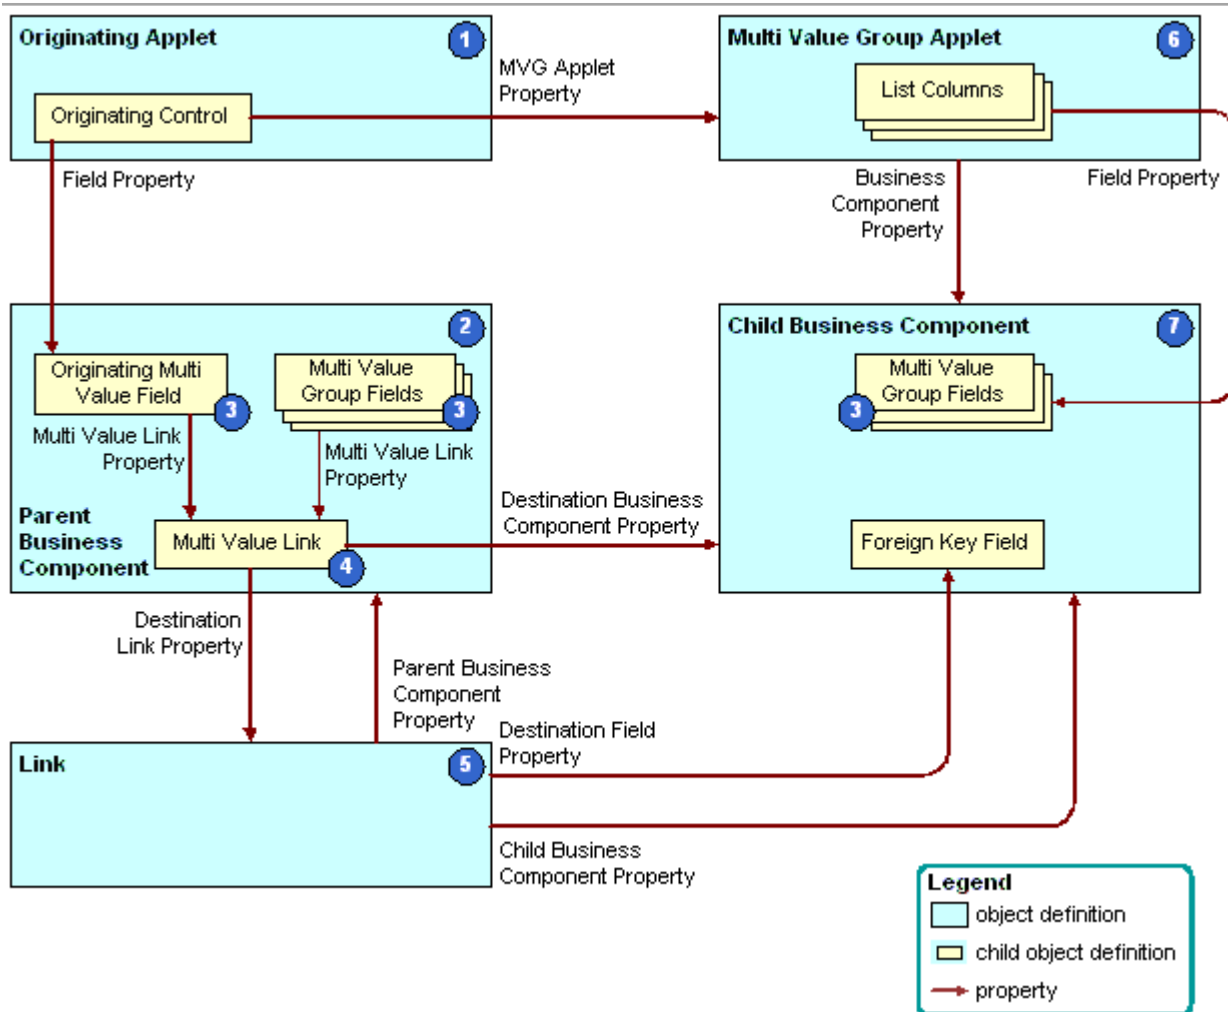 Originating Applet
1
Originating Control
MVG Applet
Property
Multi Value Group Applet
6
List Columns
Field Property
Business
Component
Property
Field Property
2
Originating Multi
Value Field
3
Multi Value
Group Fields
3
Multi Value Link
Property
Multi Value Link
Property
Parent
Business
Component
Multi Value Link
4
Destination Business
Component Property
Child Business Component
7
Multi Value
Group Fields
3
Foreign Key Field
Destination
Link Property
Parent Business
Component
Property
Destination Field
Property
Link
5
Child Business
Component Property
Legend
object definition
child object definition
property